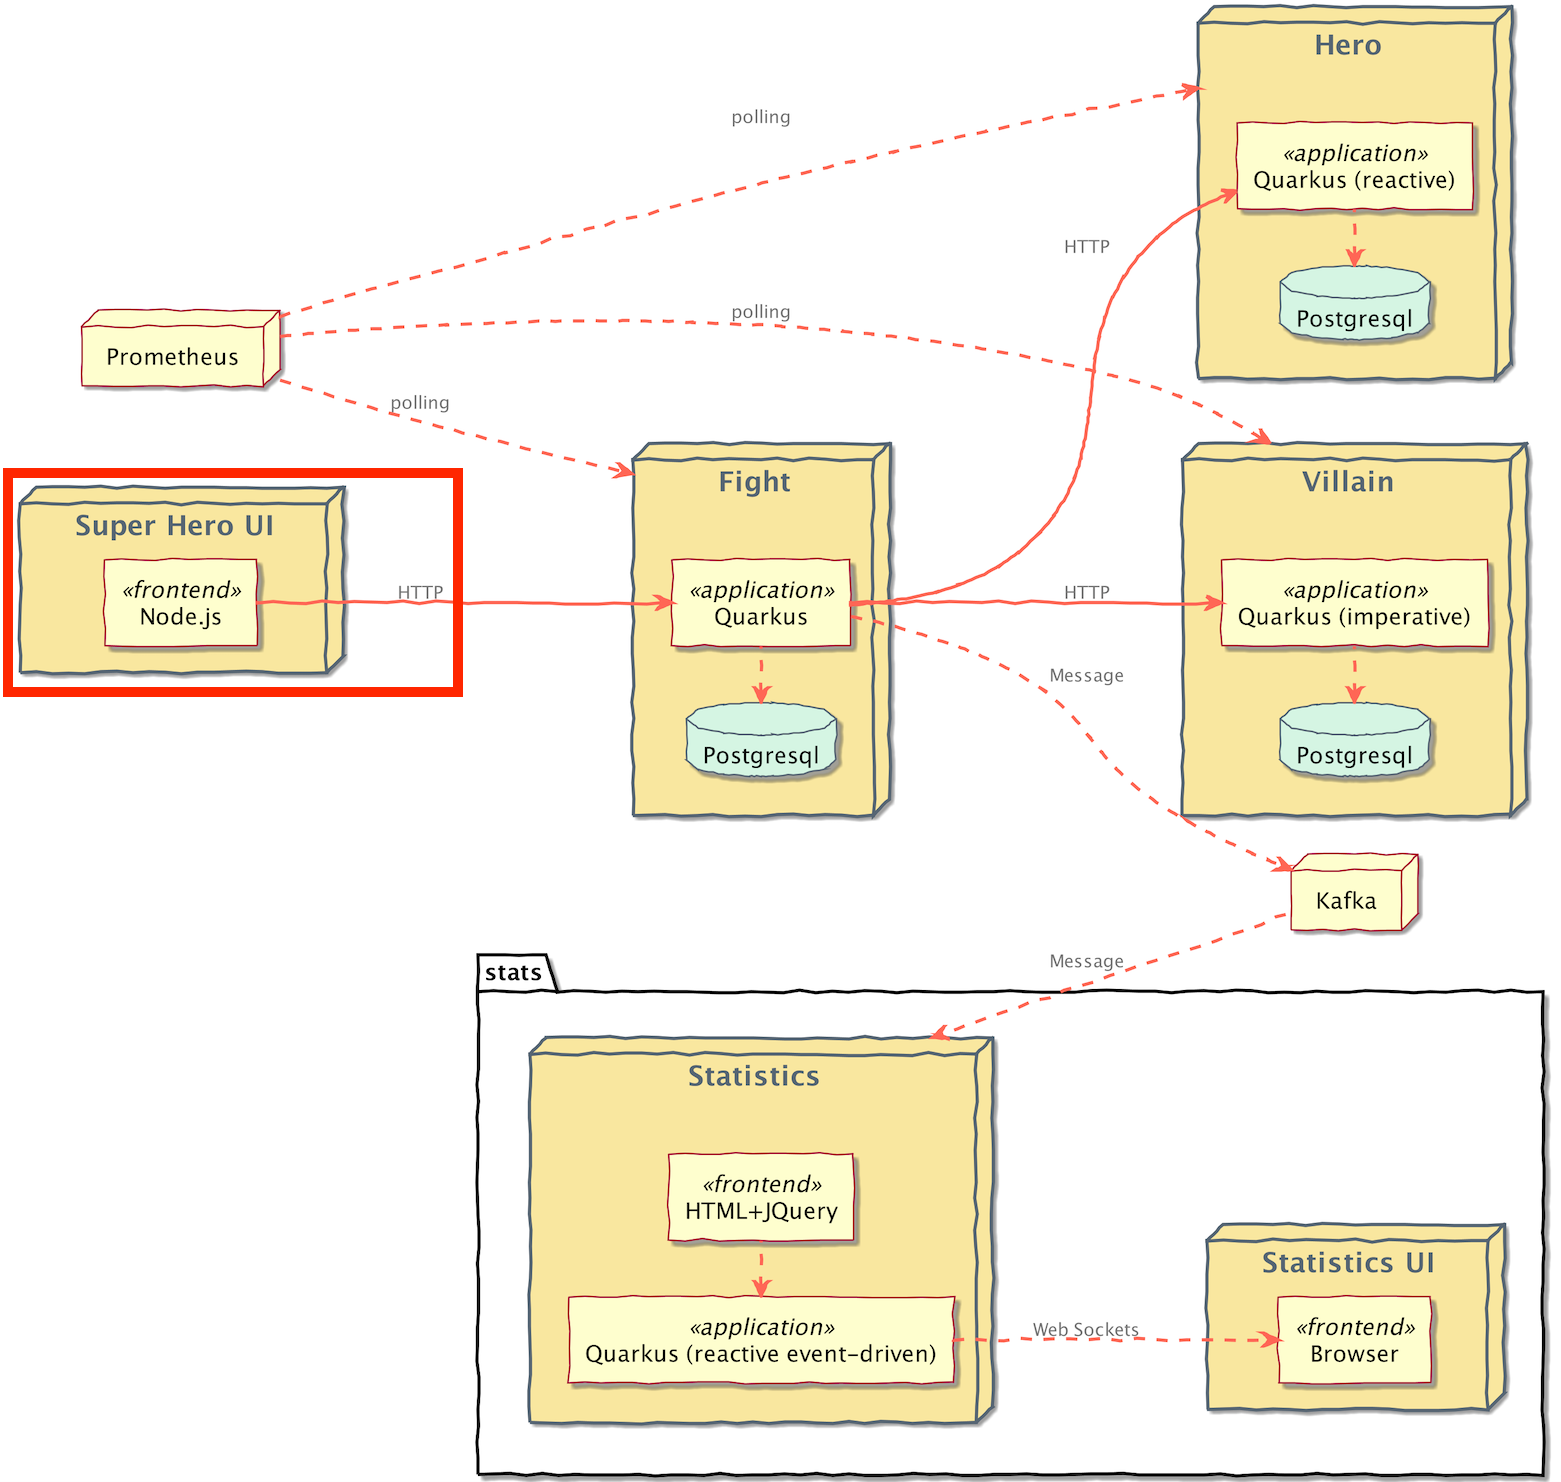 Hero
«application»
Quarkus (reactive)
Postgresql
polling
HTTP
polling
Prometheus
polling
Super Hero UI
«frontend»
Node.js
HTTP
Fight
«application»
Quarkus
Postgresql
HTTP
Villain
«application»
Quarkus (imperative)
Postgresql
Message
Kafka
Message
stats
Statistics
«frontend»
HTML+JQuery
«application»
Quarkus (reactive event-driven)
Web Sockets
Statistics UI
«frontend»
Browser